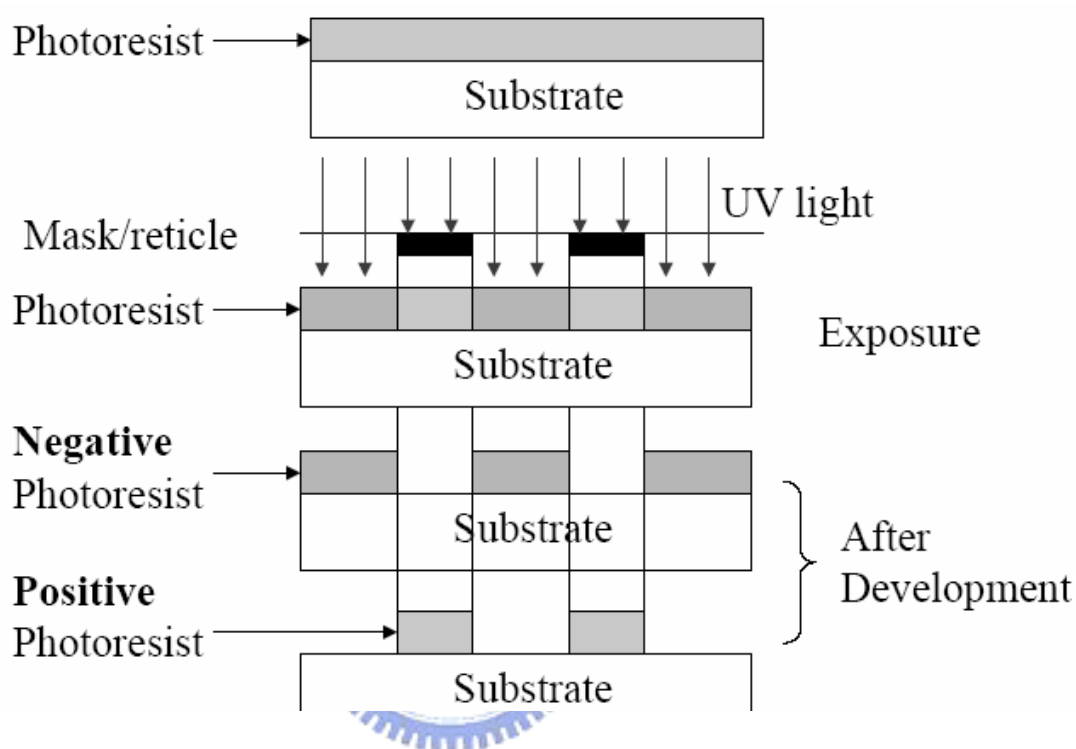 Photoresist
Substrate
UV light
Mask/reticle
Photoresist
Exposure
Substrate
Negative
Photoresist
Substrate
After
Development
Positive
Photoresist
Substrate